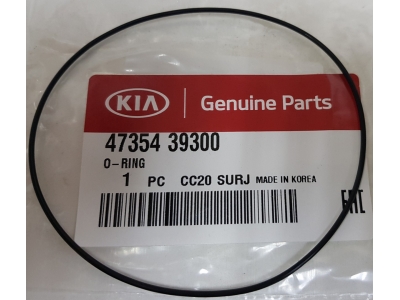 KIA Genuine Parts
47354 39300
O-RING
1 PC CC20 SURJ MADE IN KOREA
EAC